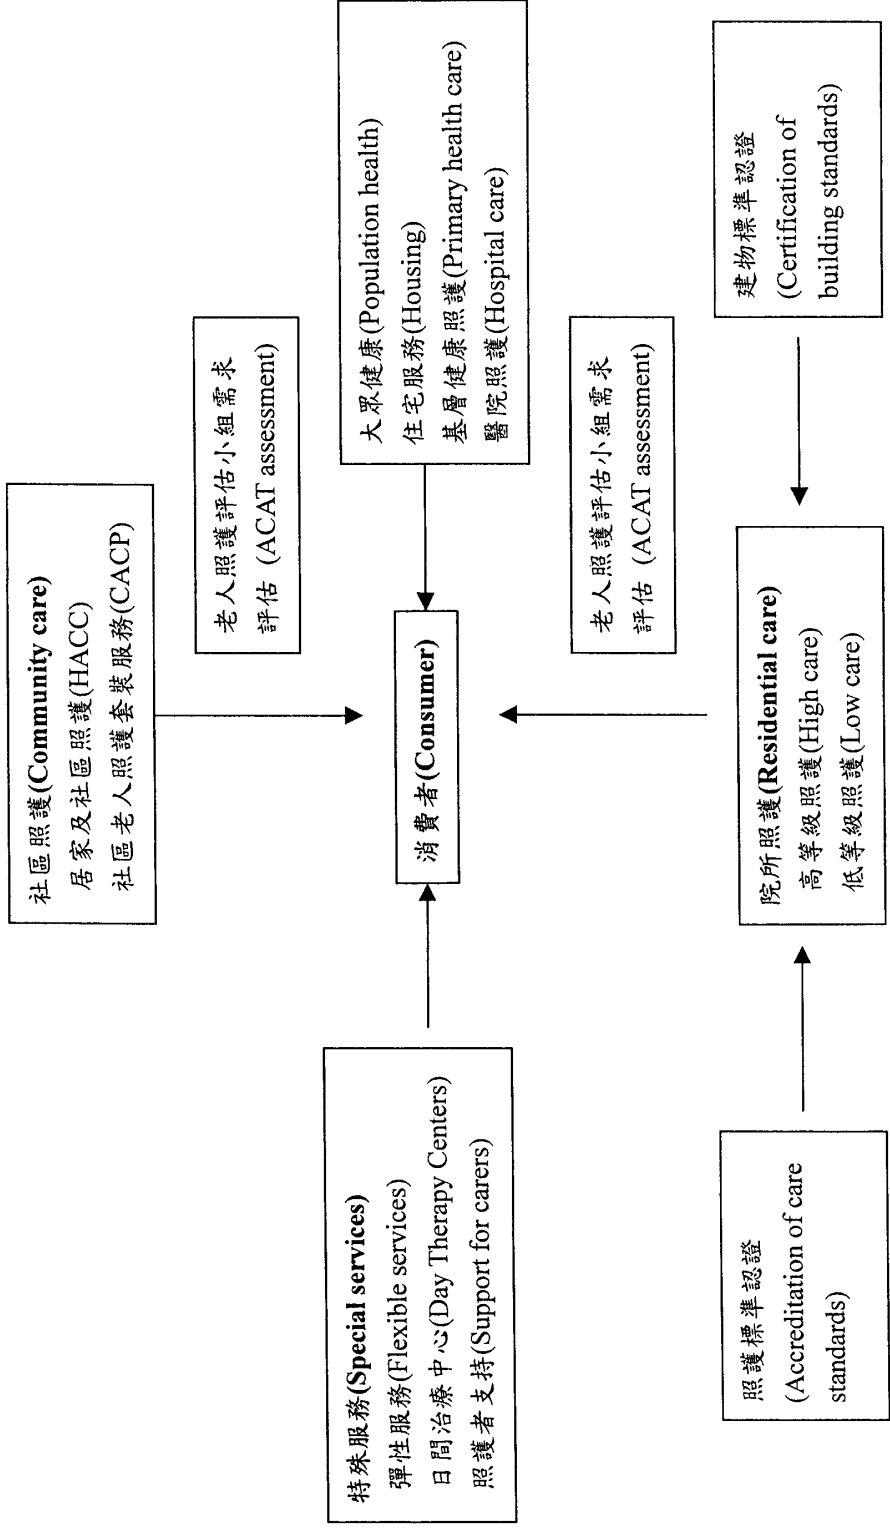 社區照護(Community care)
居家及社區照護(HACC)
社區老人照護套裝服務(CACP)
老人照護評估小組需求
評估 (ACAT assessment)
特殊服務(Special services)
彈性服務(Flexible services)
日間治療中心(Day Therapy Centers)
照護者支持(Support for carers)
消費者(Consumer)
大眾健康(Population health)
住宅服務(Housing)
基層健康照護(Primary health care)
醫院照護(Hospital care)
老人照護評估小組需求
評估 (ACAT assessment)
照護標準認證
(Accreditation of care
standards)
院所照護(Residential care)
高等級照護(High care)
低等級照護(Low care)
建物標準認證
(Certification of
building standards)